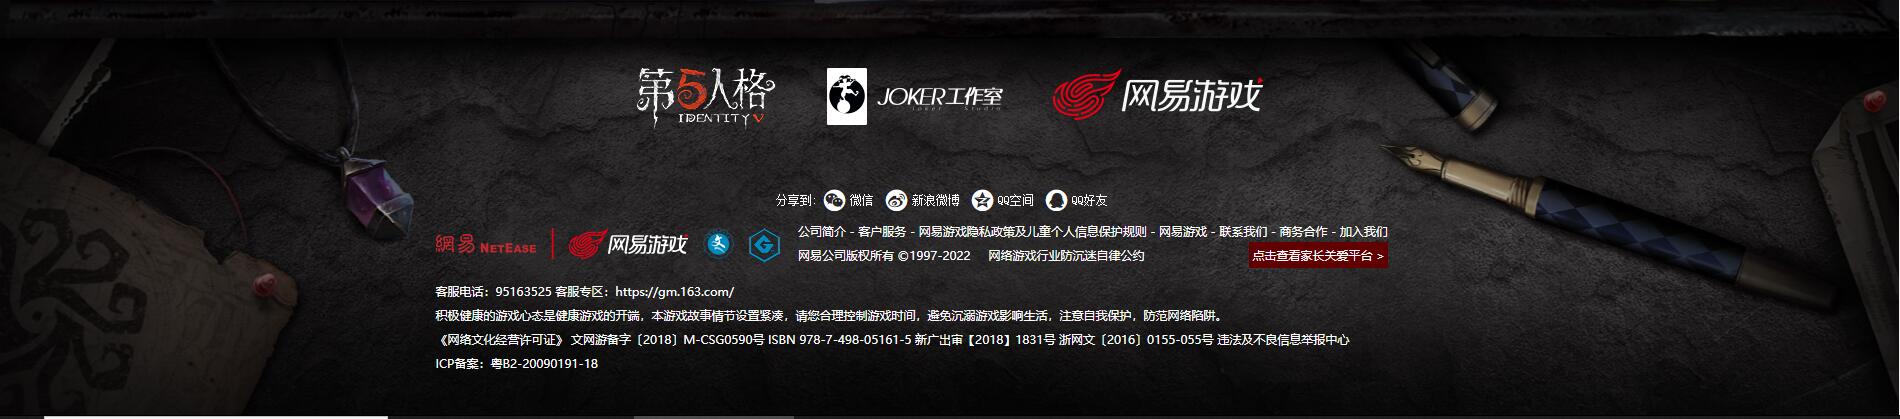 第5人格
IDENTITY V
JOKER工作室
Joker Studio
网易游戏
分享到: 微信 新浪微博 QQ空间 QQ好友
網易 NETEASE
网易游戏
公司简介 - 客户服务 - 网易游戏隐私政策及儿童个人信息保护规则 - 网易游戏 - 联系我们 - 商务合作 - 加入我们
网易公司版权所有 ©1997-2022 网络游戏行业防沉迷自律公约
点击查看家长关爱平台 >
客服电话：95163525 客服专区：https://gm.163.com/
积极健康的游戏心态是健康游戏的开端，本游戏故事情节设置紧凑，请您合理控制游戏时间，避免沉溺游戏影响生活，注意自我保护，防范网络陷阱。
《网络文化经营许可证》 文网游备字〔2018〕M-CSG0590号 ISBN 978-7-498-05161-5 新广出审【2018】1831号 浙网文〔2016〕0155-055号 违法及不良信息举报中心
ICP备案：粤B2-20090191-18